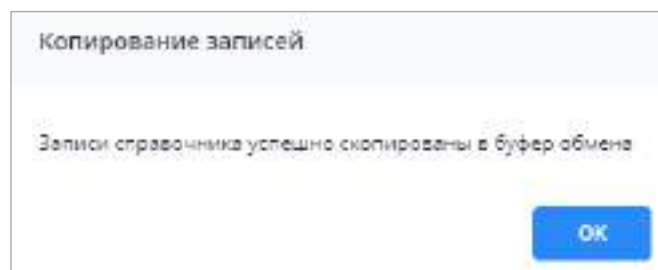 Копирование записей
Записи справочника успешно скопированы в буфер обмена
ОК